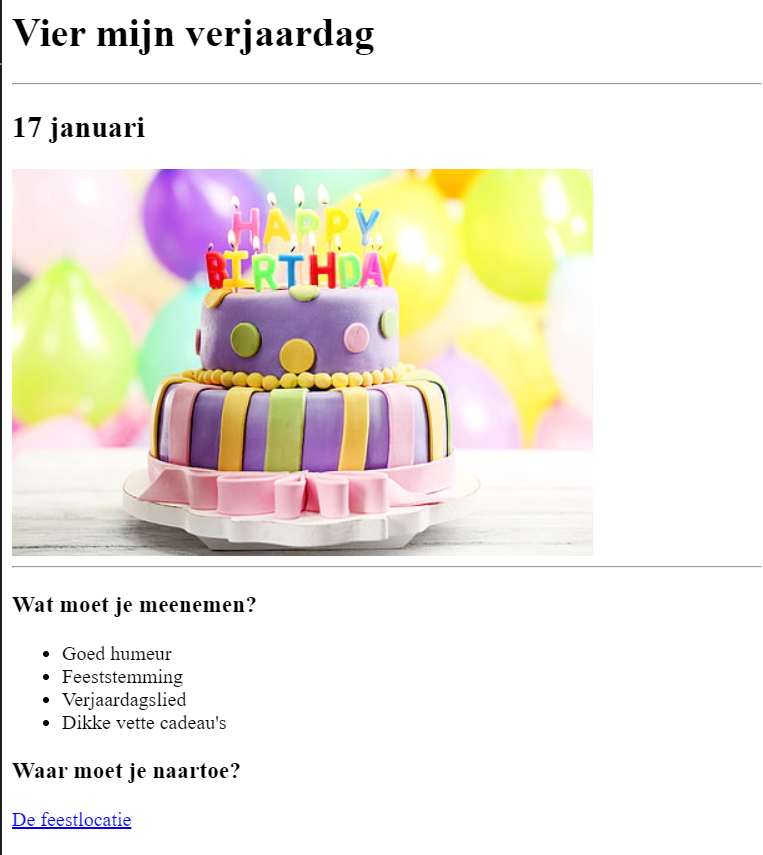 Vier mijn verjaardag
17 januari
HAPPY
BIRTHDAY
Wat moet je meenemen?
Goed humeur
Feeststemming
Verjaardagslied
Dikke vette cadeau's
Waar moet je naartoe?
De feestlocatie